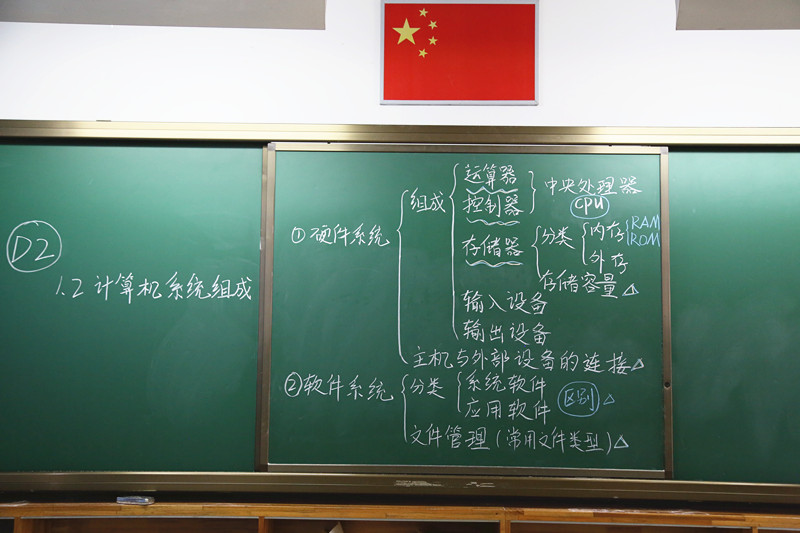 D2
1.2 计算机系统组成
①硬件系统
组成
运算器
控制器
中央处理器
CPU
存储器
分类
内存
RAM
ROM
外存
存储容量△
输入设备
输出设备
主机与外部设备的连接△
②软件系统
分类
系统软件
应用软件
区别△
文件管理(常用文件类型)△